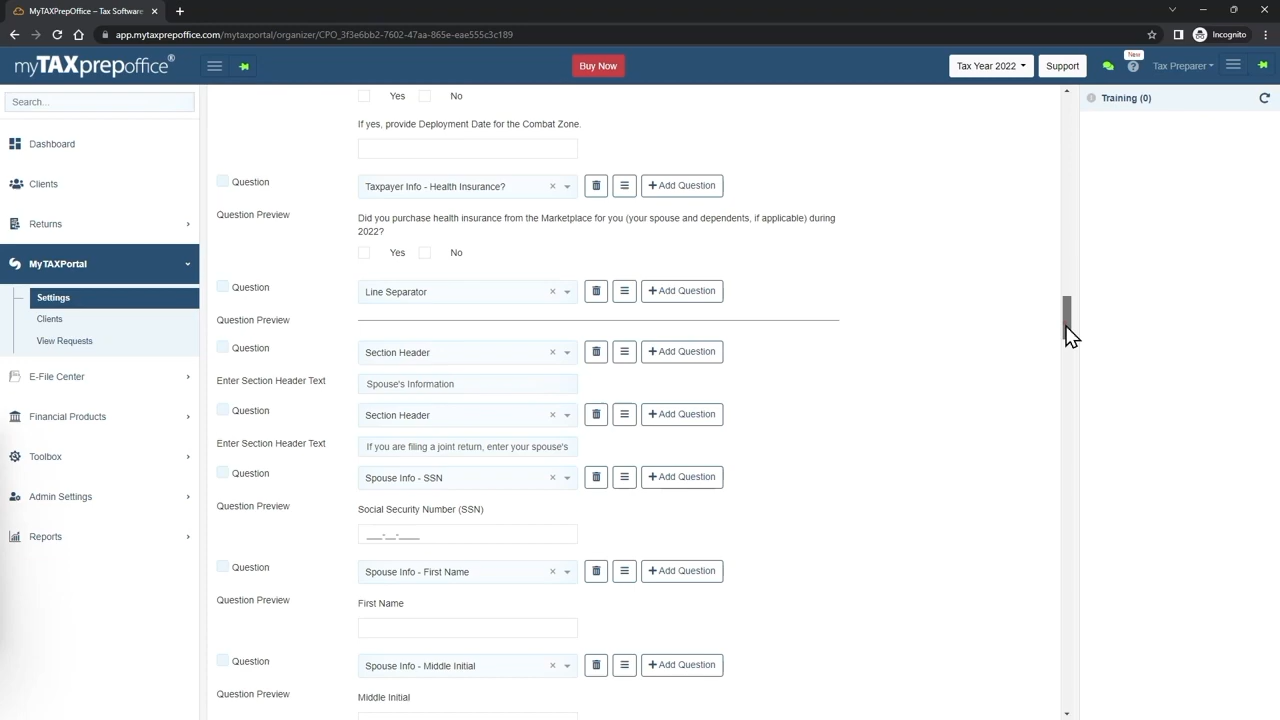 MyTAXPrepOffice – Tax Software
app.mytaxprepoffice.com/mytaxportal/organizer/CPO_3f3e6bb2-7602-47aa-865e-eae555c3c189
Incognito
myTAXprepoffice®
Buy Now
Tax Year 2022
Support
New
Tax Preparer
Search...
Training (0)
Dashboard
Clients
Returns
MyTAXPortal
Settings
Clients
View Requests
E-File Center
Financial Products
Toolbox
Admin Settings
Reports
Yes No
If yes, provide Deployment Date for the Combat Zone.
Question Taxpayer Info - Health Insurance? Add Question
Question Preview Did you purchase health insurance from the Marketplace for you (your spouse and dependents, if applicable) during
2022?
Yes No
Question Line Separator Add Question
Question Preview
Question Section Header Add Question
Enter Section Header Text Spouse's Information
Question Section Header Add Question
Enter Section Header Text If you are filing a joint return, enter your spouse's
Question Spouse Info - SSN Add Question
Question Preview Social Security Number (SSN)
___-__-____
Question Spouse Info - First Name Add Question
Question Preview First Name
Question Spouse Info - Middle Initial Add Question
Question Preview Middle Initial